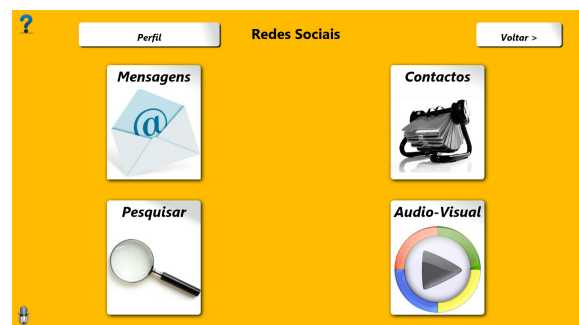 ?
Perfil
Redes Sociais
Voltar >
Mensagens
@
Contactos
Pesquisar
Audio-Visual